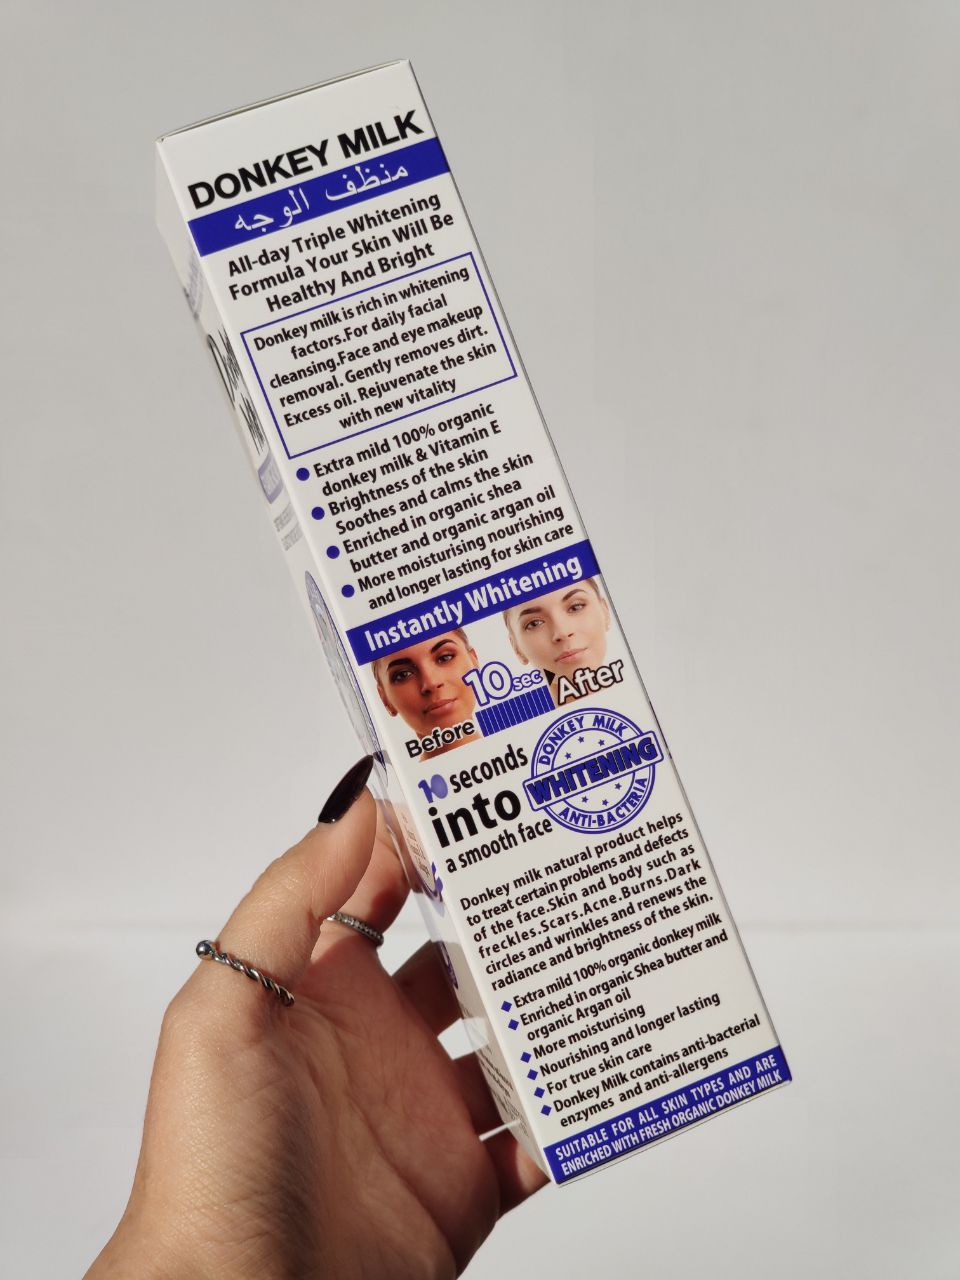 DONKEY MILK
منظف الوجه
All-day Triple Whitening
Formula Your Skin Will Be
Healthy And Bright
Donkey milk is rich in whitening
factors.For daily facial
cleansing.Face and eye makeup
removal. Gently removes dirt.
Excess oil. Rejuvenate the skin
with new vitality
Extra mild 100% organic
donkey milk & Vitamin E
Brightness of the skin
Soothes and calms the skin
Enriched in organic shea
butter and organic argan oil
More moisturising nourishing
and longer lasting for skin care
Instantly Whitening
10 sec
Before
After
10 seconds
into
a smooth face
DONKEY MILK
WHITENING
ANTI-BACTERIA
Donkey milk natural product helps
to treat certain problems and defects
of the face.Skin and body such as
freckles.Scars.Acne.Burns.Dark
circles and wrinkles and renews the
radiance and brightness of the skin.
Extra mild 100% organic donkey milk
Enriched in organic Shea butter and
organic Argan oil
More moisturising
Nourishing and longer lasting
For true skin care
Donkey Milk contains anti-bacterial
enzymes and anti-allergens
SUITABLE FOR ALL SKIN TYPES AND ARE
ENRICHED WITH FRESH ORGANIC DONKEY MILK